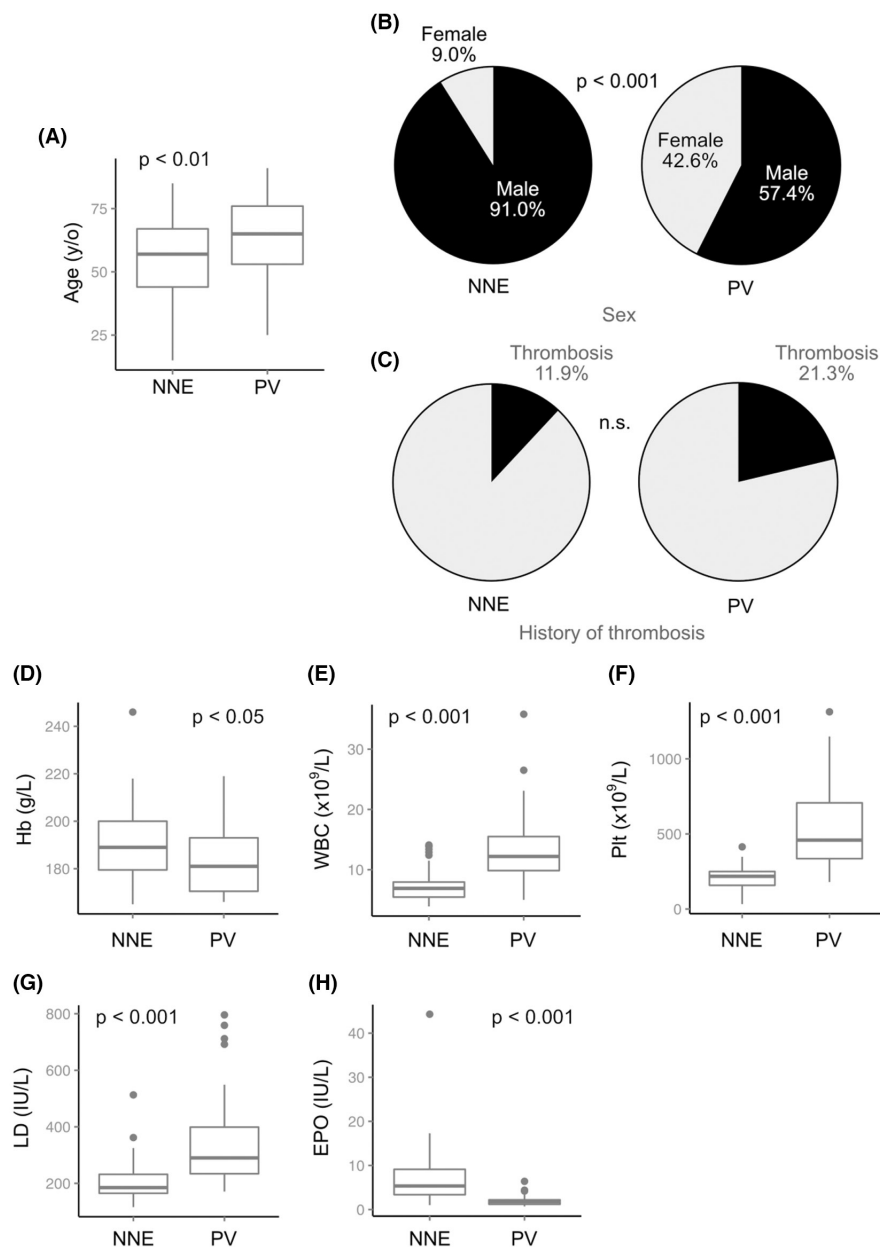 (A)
p < 0.01
Age (y/o)
75
50
25
NNE PV
(B)
Female
9.0%
p < 0.001
Female
42.6%
Male
91.0%
Male
57.4%
NNE PV
Sex
(C)
Thrombosis
11.9%
Thrombosis
21.3%
n.s.
NNE PV
History of thrombosis
(D)
p < 0.05
Hb (g/L)
240
220
200
180
NNE PV
(E)
p < 0.001
WBC (x10⁹/L)
30
20
10
NNE PV
(F)
p < 0.001
Plt (x10⁹/L)
1000
500
0
NNE PV
(G)
p < 0.001
LD (IU/L)
800
600
400
200
NNE PV
(H)
p < 0.001
EPO (IU/L)
40
30
20
10
0
NNE PV